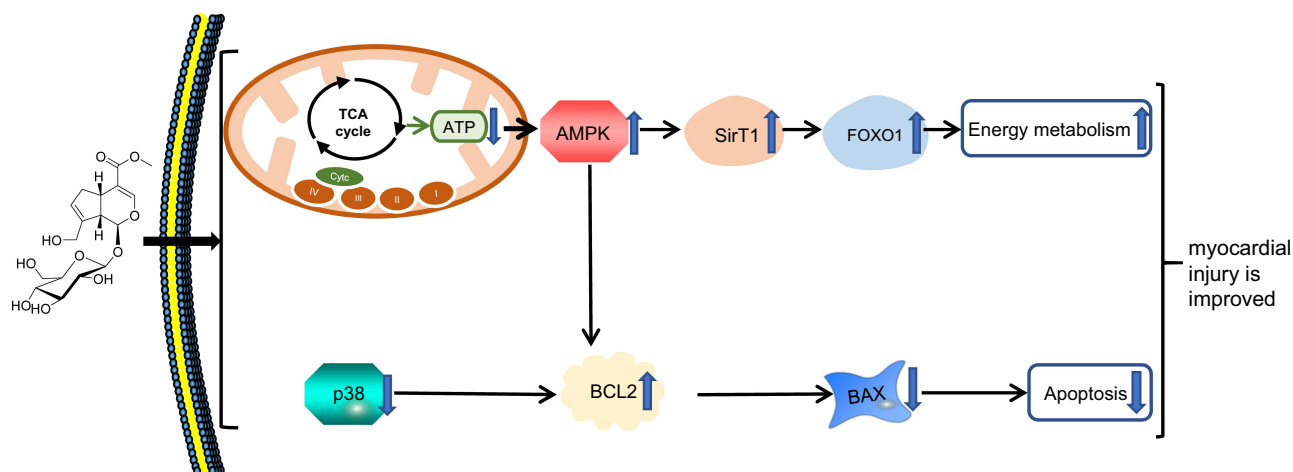 TCA
cycle
ATP
AMPK
SirT1
FOXO1
Energy metabolism
Cytc
IV
III
II
I
O
O
H
O
H
HO
O
O
HO
OH
HO
HO
OH
myocardial
injury is
improved
p38
BCL2
BAX
Apoptosis